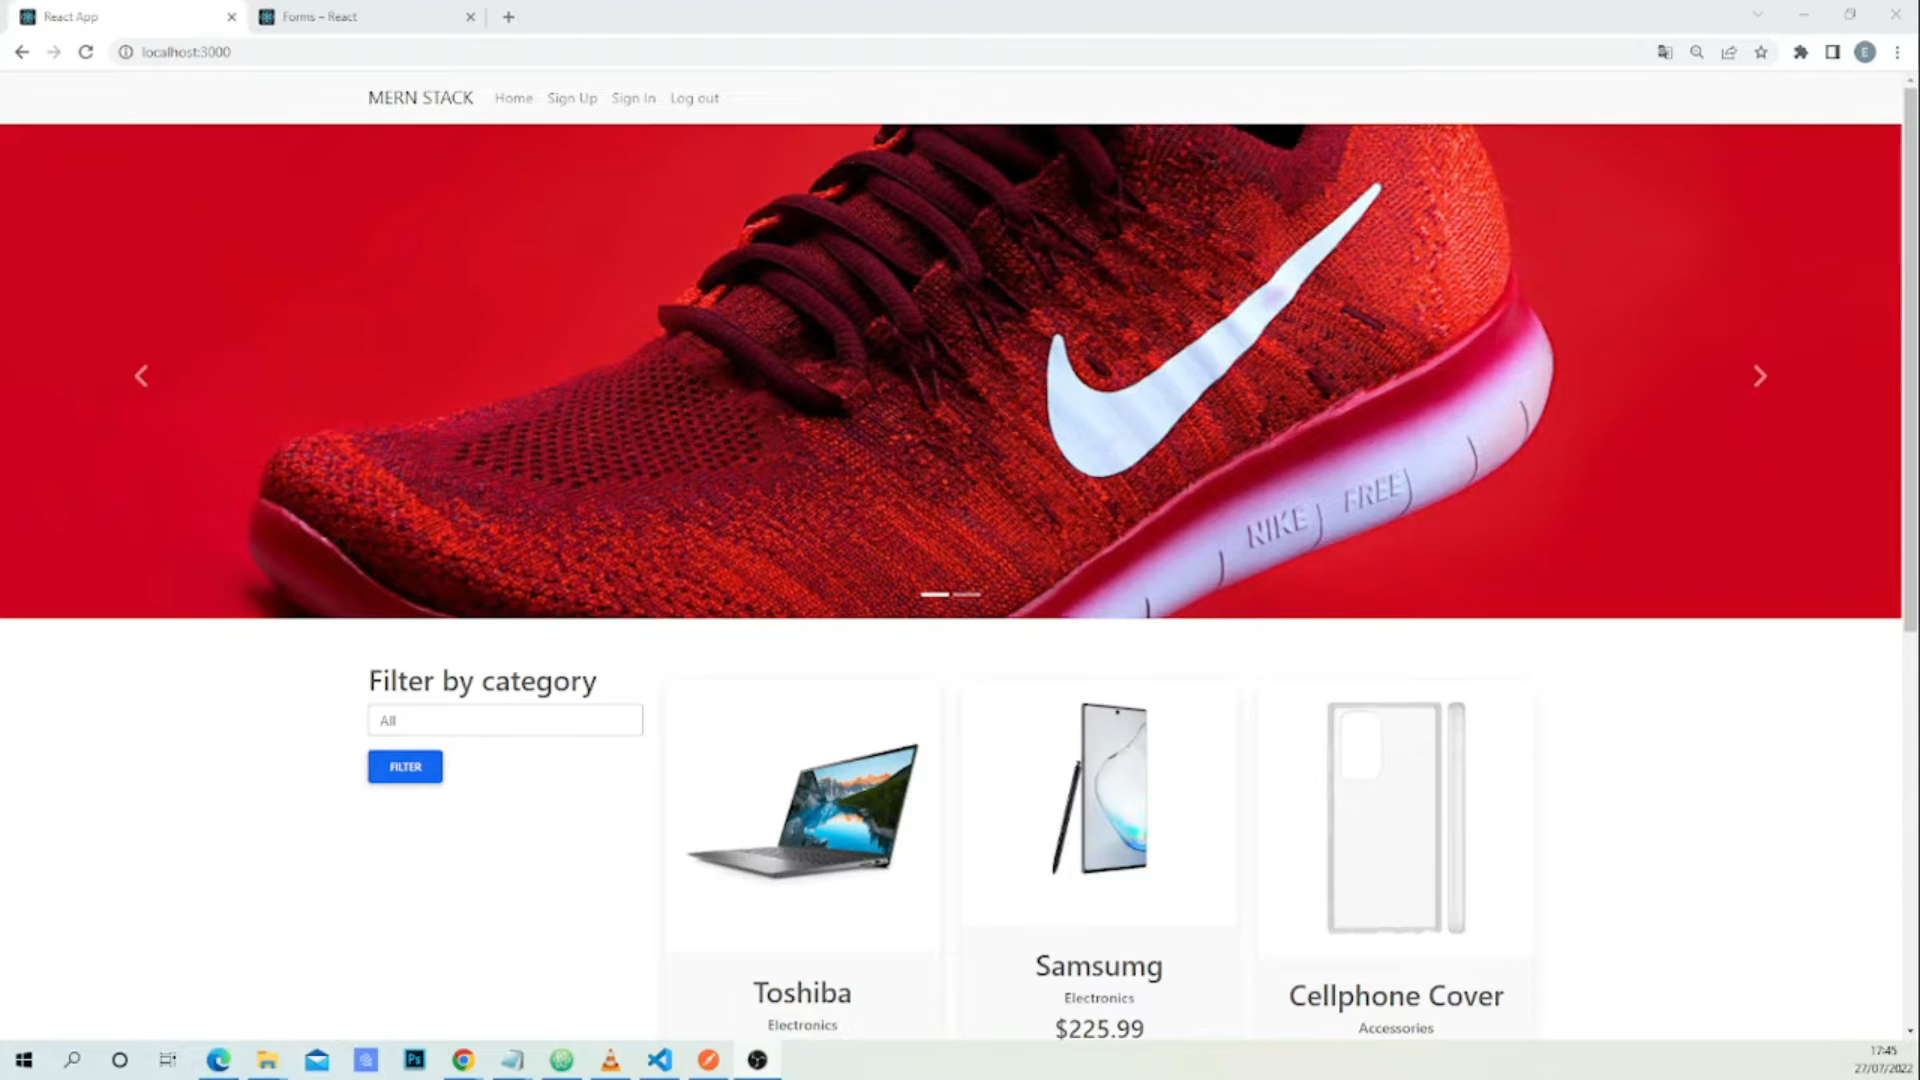 React App
Forms – React
localhost:3000
MERN STACK Home Sign Up Sign In Log out
NIKE FREE
Filter by category
All
FILTER
Toshiba
Electronics
Samsumg
Electronics
$225.99
Cellphone Cover
Accessories
E
Ps
17:45
27/07/2022